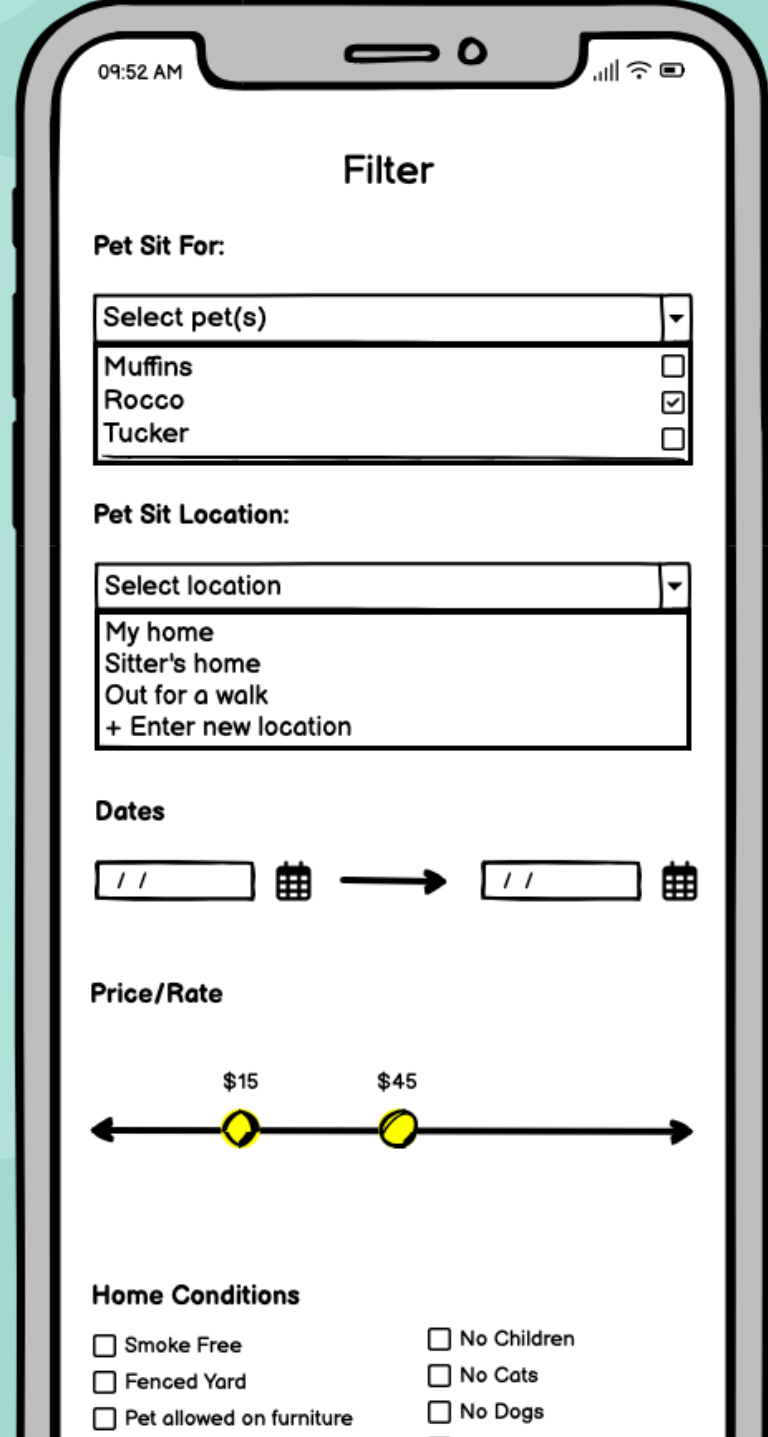 09:52 AM
Filter
Pet Sit For:
Select pet(s)
Muffins
Rocco
Tucker
Pet Sit Location:
Select location
My home
Sitter's home
Out for a walk
+ Enter new location
Dates
/ /
/ /
Price/Rate
$15
$45
Home Conditions
Smoke Free
Fenced Yard
Pet allowed on furniture
No Children
No Cats
No Dogs